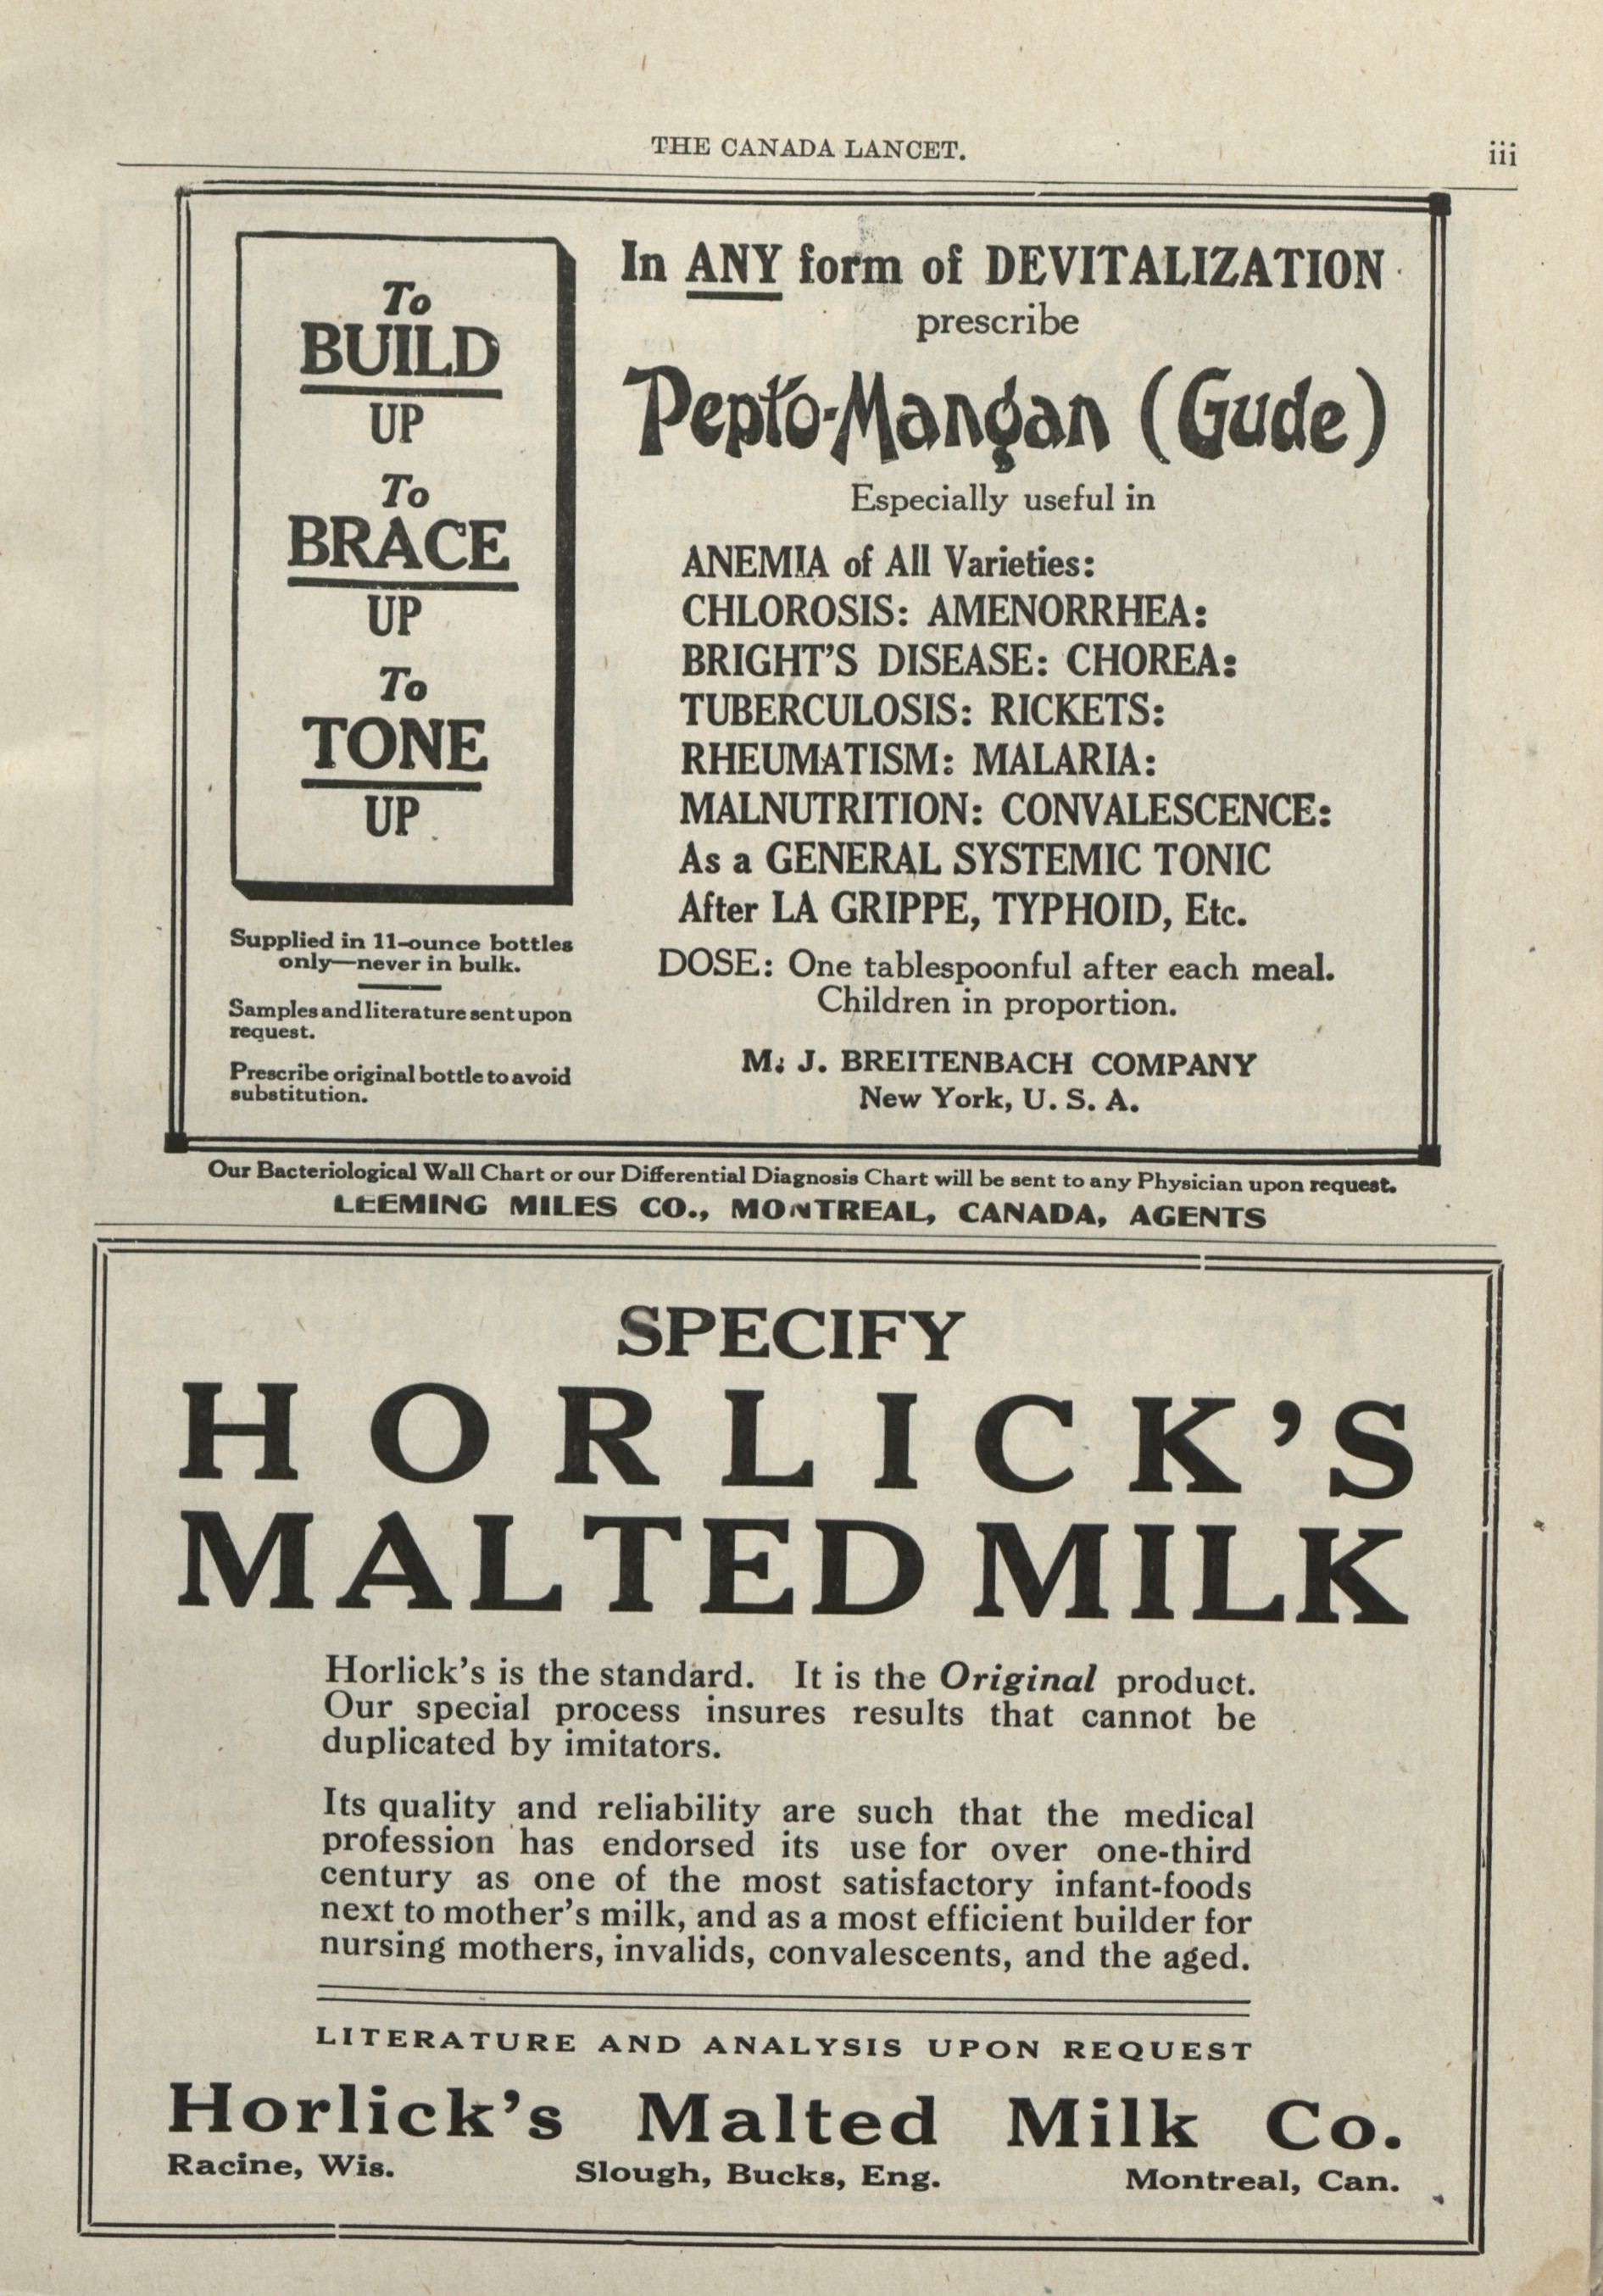 THE CANADA LANCET.
iii
To
BUILD
UP
To
BRACE
UP
To
TONE
UP
Supplied in 11-ounce bottles
only—never in bulk.
Samples and literature sent upon
request.
Prescribe original bottle to avoid
substitution.
In ANY form of DEVITALIZATION
prescribe
Pepto-Mangan (Gude)
Especially useful in
ANEMIA of All Varieties:
CHLOROSIS: AMENORRHEA:
BRIGHT'S DISEASE: CHOREA:
TUBERCULOSIS: RICKETS:
RHEUMATISM: MALARIA:
MALNUTRITION: CONVALESCENCE:
As a GENERAL SYSTEMIC TONIC
After LA GRIPPE, TYPHOID, Etc.
DOSE: One tablespoonful after each meal.
Children in proportion.
M. J. BREITENBACH COMPANY
New York, U. S. A.
Our Bacteriological Wall Chart or our Differential Diagnosis Chart will be sent to any Physician upon request.
LEEMING MILES CO., MONTREAL, CANADA, AGENTS
SPECIFY
HORLICK'S
MALTED MILK
Horlick's is the standard. It is the Original product.
Our special process insures results that cannot be
duplicated by imitators.
Its quality and reliability are such that the medical
profession has endorsed its use for over one-third
century as one of the most satisfactory infant-foods
next to mother's milk, and as a most efficient builder for
nursing mothers, invalids, convalescents, and the aged.
LITERATURE AND ANALYSIS UPON REQUEST
Horlick's Malted Milk Co.
Racine, Wis. Slough, Bucks, Eng. Montreal, Can.